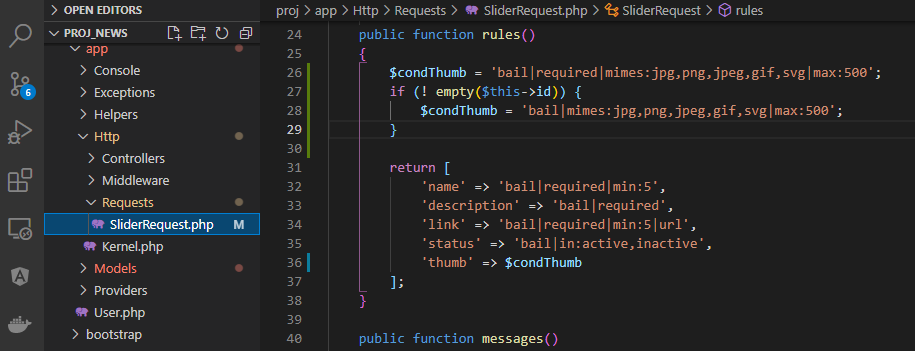 OPEN EDITORS
PROJ_NEWS
app
Console
Exceptions
Helpers
Http
Controllers
Middleware
Requests
SliderRequest.php M
Kernel.php
Models
Providers
User.php
bootstrap
6
proj > app > Http > Requests > SliderRequest.php > SliderRequest > rules
24 public function rules()
25 {
26 $condThumb = 'bail|required|mimes:jpg,png,jpeg,gif,svg|max:500';
27 if (! empty($this->id)) {
28 $condThumb = 'bail|mimes:jpg,png,jpeg,gif,svg|max:500';
29 }
30
31 return [
32 'name' => 'bail|required|min:5',
33 'description' => 'bail|required',
34 'link' => 'bail|required|min:5|url',
35 'status' => 'bail|in:active,inactive',
36 'thumb' => $condThumb
37 ];
38 }
39
40 public function messages()